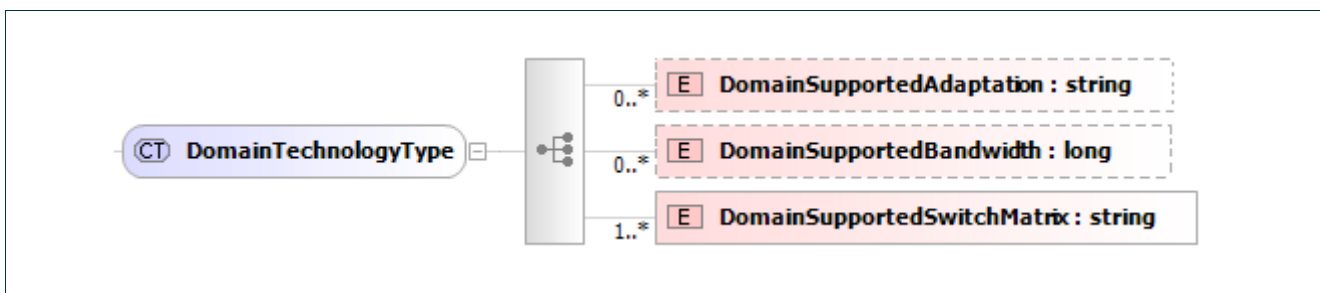 DomainSupportedAdaptation : string
0..*
CT DomainTechnologyType
E DomainSupportedBandwidth : long
0..*
E DomainSupportedSwitchMatrix : string
1..*